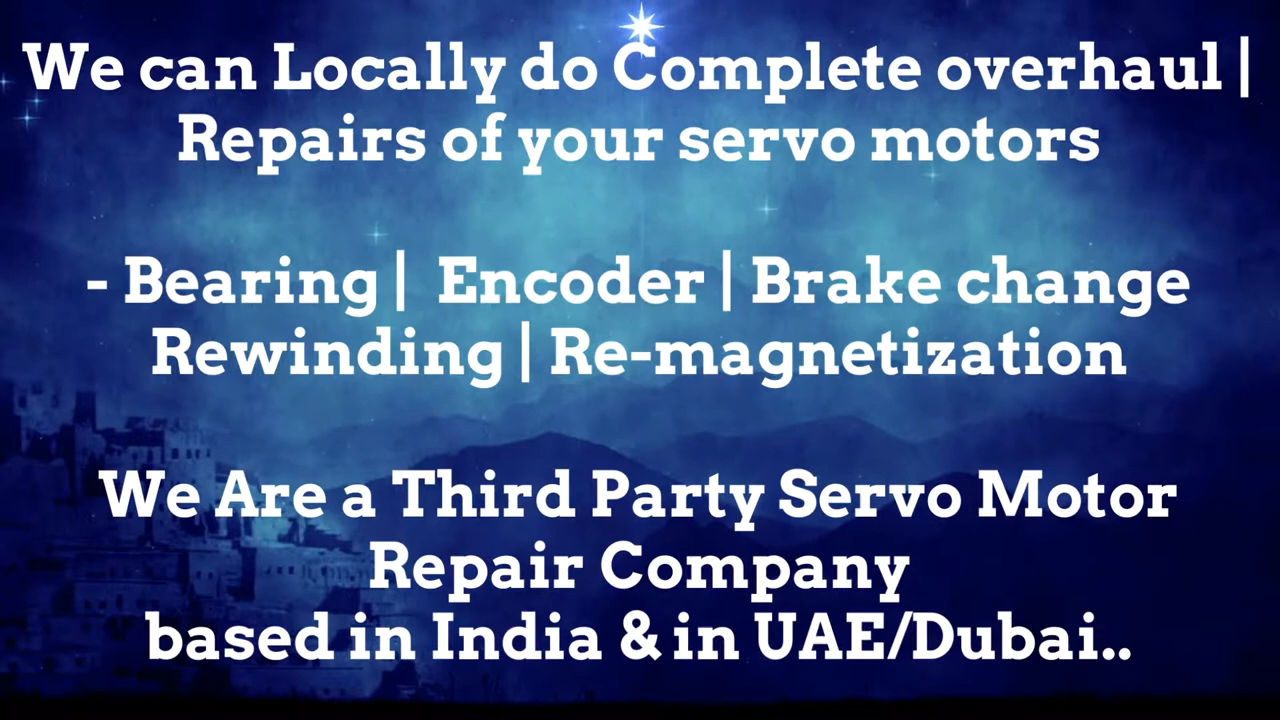 We can Locally do Complete overhaul |
Repairs of your servo motors
- Bearing | Encoder | Brake change
Rewinding | Re-magnetization
We Are a Third Party Servo Motor
Repair Company
based in India & in UAE/Dubai..